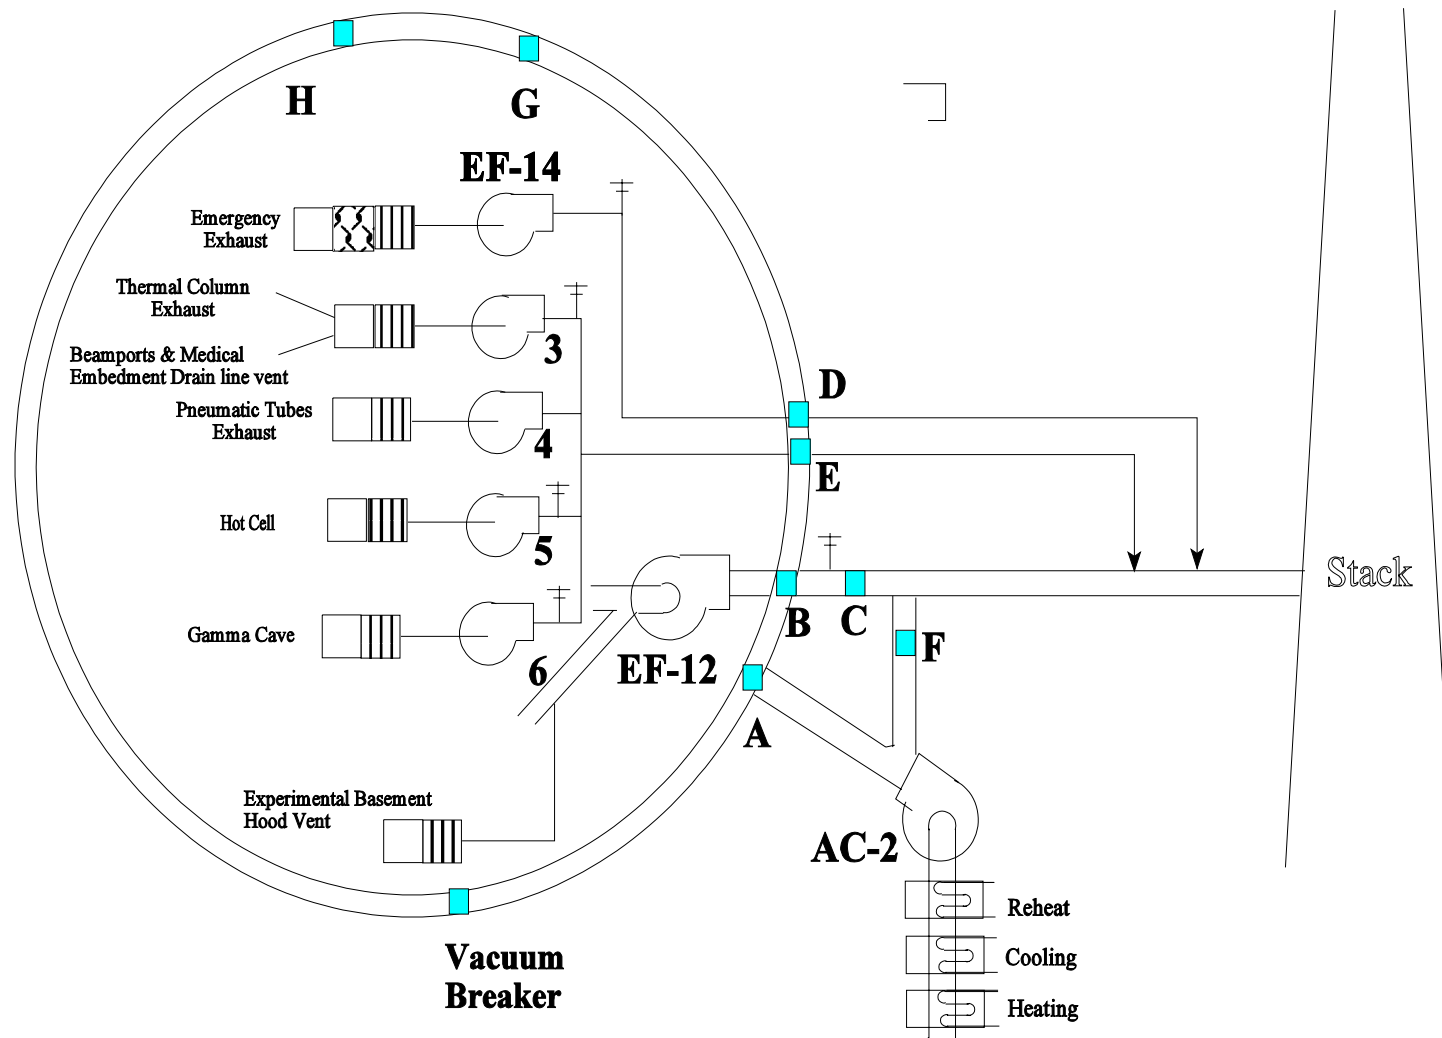 H
G
EF-14
Emergency
Exhaust
Thermal Column
Exhaust
3
Beamports & Medical
Embedment Drain line vent
D
Pneumatic Tubes
Exhaust
4
E
Hot Cell
5
Stack
B
C
Gamma Cave
6
EF-12
F
A
Experimental Basement
Hood Vent
AC-2
Reheat
Vacuum
Breaker
Cooling
Heating